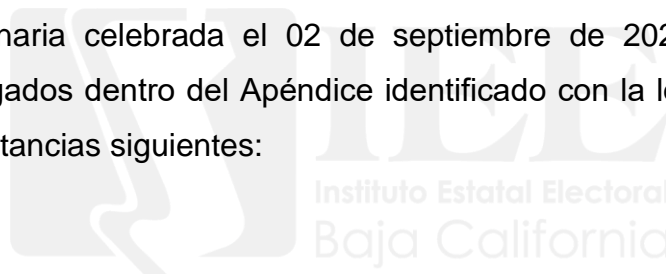 naria celebrada el 02 de septiembre de 202
gados dentro del Apéndice identificado con la l
tancias siguientes:
IEE
Instituto Estatal Electoral
Baja California